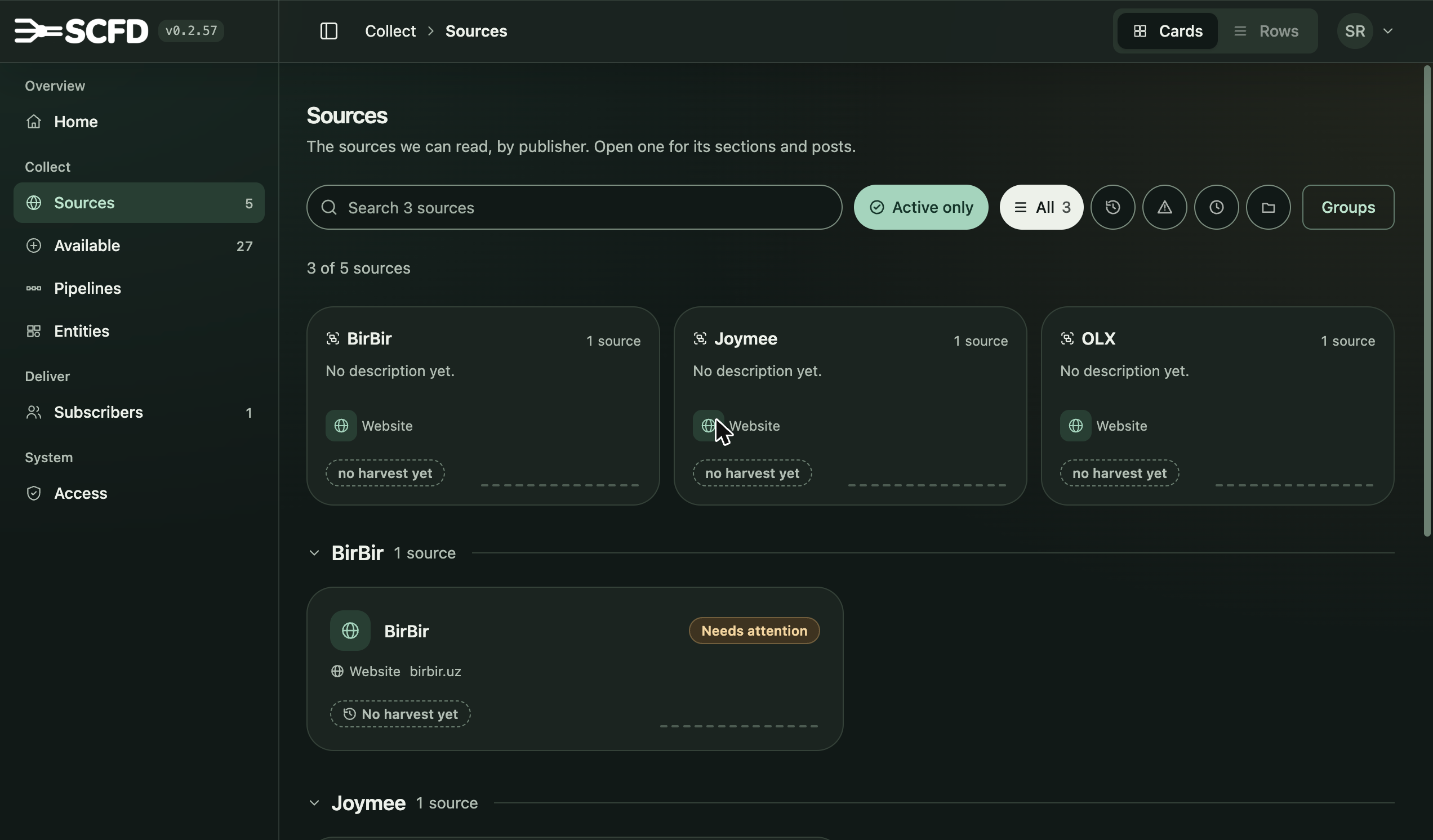 SCFD v0.2.57
Collect > Sources
Cards
Rows
SR
Overview
Home
Collect
Sources 5
Available 27
Pipelines
Entities
Deliver
Subscribers 1
System
Access
Sources
The sources we can read, by publisher. Open one for its sections and posts.
Search 3 sources
Active only
All 3
Groups
3 of 5 sources
BirBir 1 source
No description yet.
Website
no harvest yet
Joymee 1 source
No description yet.
Website
no harvest yet
OLX 1 source
No description yet.
Website
no harvest yet
BirBir 1 source
BirBir Needs attention
Website birbir.uz
No harvest yet
Joymee 1 source